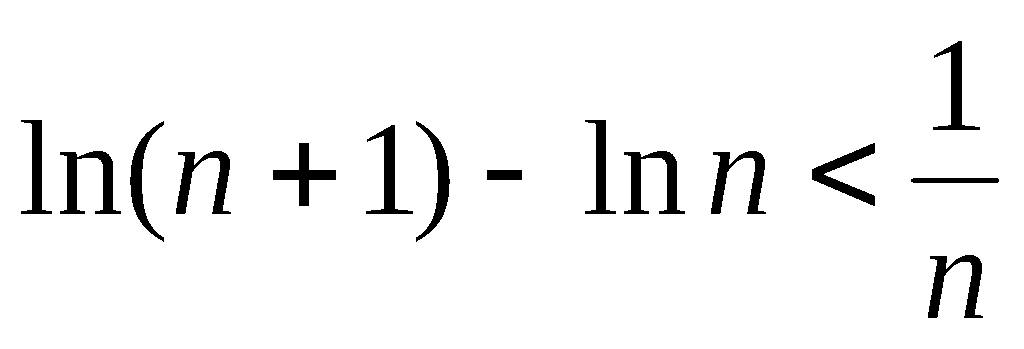 ln(n + 1) - ln n < 1/n